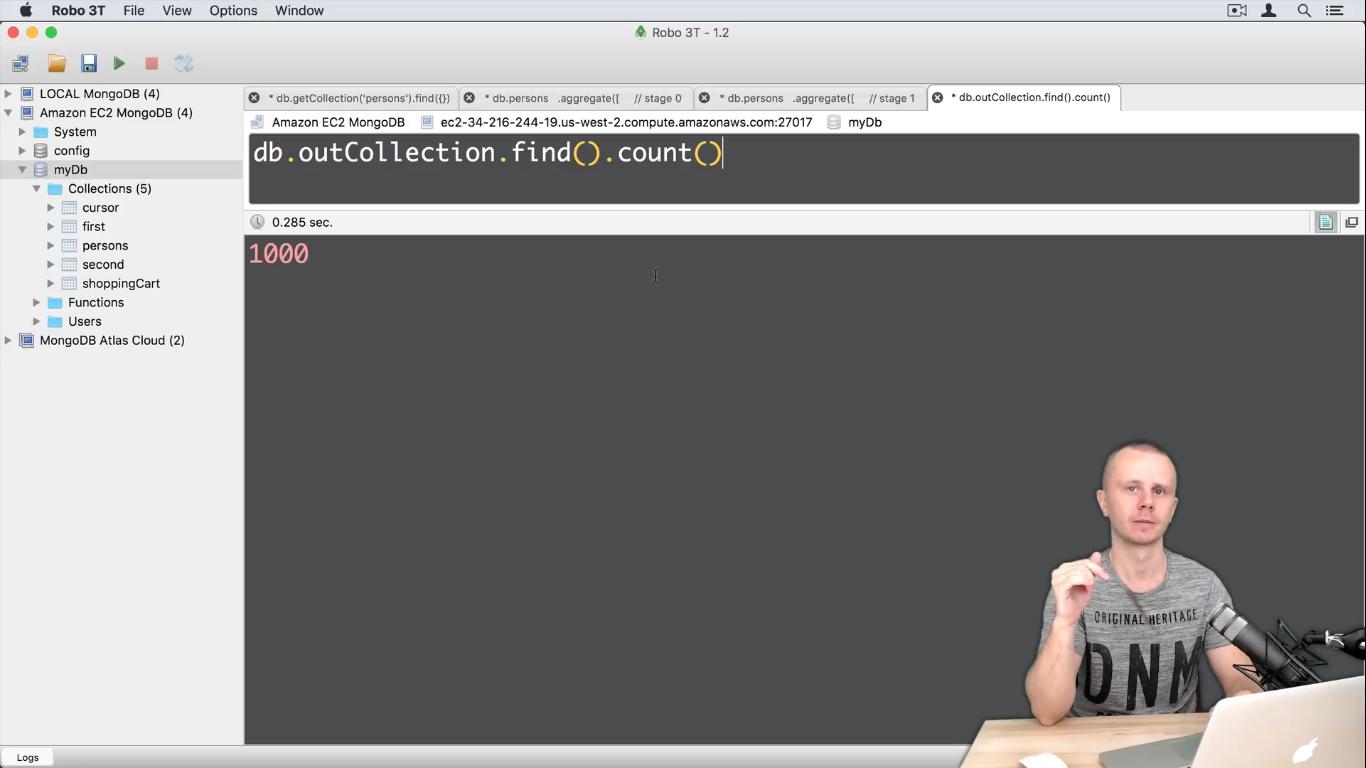 Robo 3T File View Options Window
Robo 3T - 1.2
LOCAL MongoDB (4)
Amazon EC2 MongoDB (4)
System
config
myDb
Collections (5)
cursor
first
persons
second
shoppingCart
Functions
Users
MongoDB Atlas Cloud (2)
* db.getCollection('persons').find({}) * db.persons .aggregate([ // stage 0 * db.persons .aggregate([ // stage 1 * db.outCollection.find().count()
Amazon EC2 MongoDB ec2-34-216-244-19.us-west-2.compute.amazonaws.com:27017 myDb
db.outCollection.find().count()
0.285 sec.
1000
ORIGINAL HERITAGE
DNM
Logs